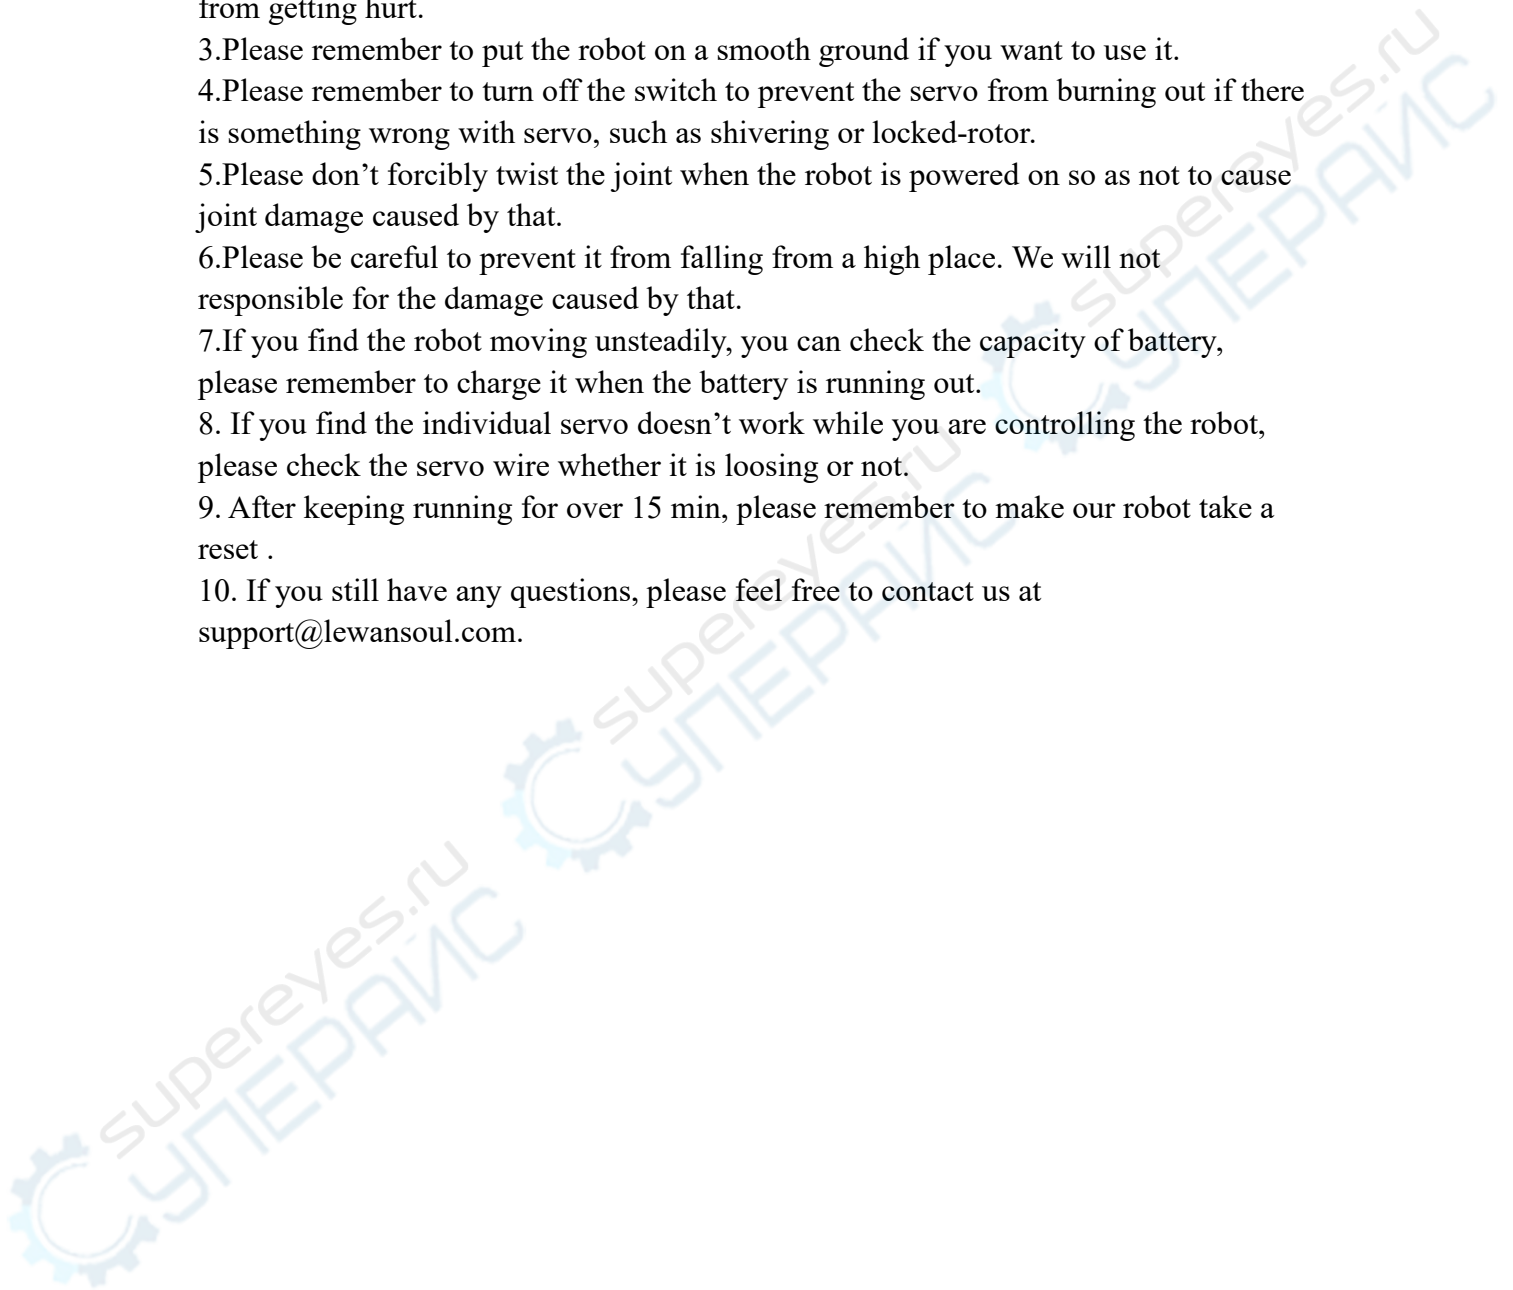 from getting hurt.
3.Please remember to put the robot on a smooth ground if you want to use it.
4.Please remember to turn off the switch to prevent the servo from burning out if there
is something wrong with servo, such as shivering or locked-rotor.
5.Please don’t forcibly twist the joint when the robot is powered on so as not to cause
joint damage caused by that.
6.Please be careful to prevent it from falling from a high place. We will not
responsible for the damage caused by that.
7.If you find the robot moving unsteadily, you can check the capacity of battery,
please remember to charge it when the battery is running out.
8. If you find the individual servo doesn’t work while you are controlling the robot,
please check the servo wire whether it is loosing or not.
9. After keeping running for over 15 min, please remember to make our robot take a
reset .
10. If you still have any questions, please feel free to contact us at
support@lewansoul.com.
supereyes.ru
СУПЕРАЙС
supereyes.ru
СУПЕРАЙС
supereyes.ru
СУПЕРАЙС